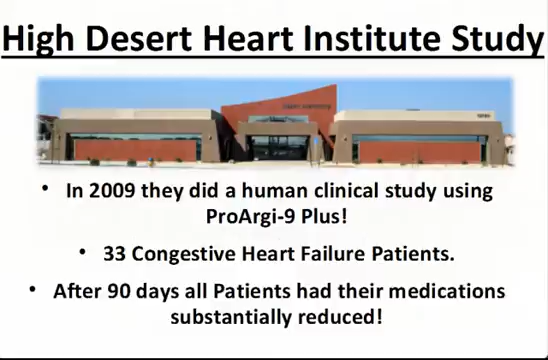 High Desert Heart Institute Study
• In 2009 they did a human clinical study using
ProArgi-9 Plus!
• 33 Congestive Heart Failure Patients.
• After 90 days all Patients had their medications
substantially reduced!